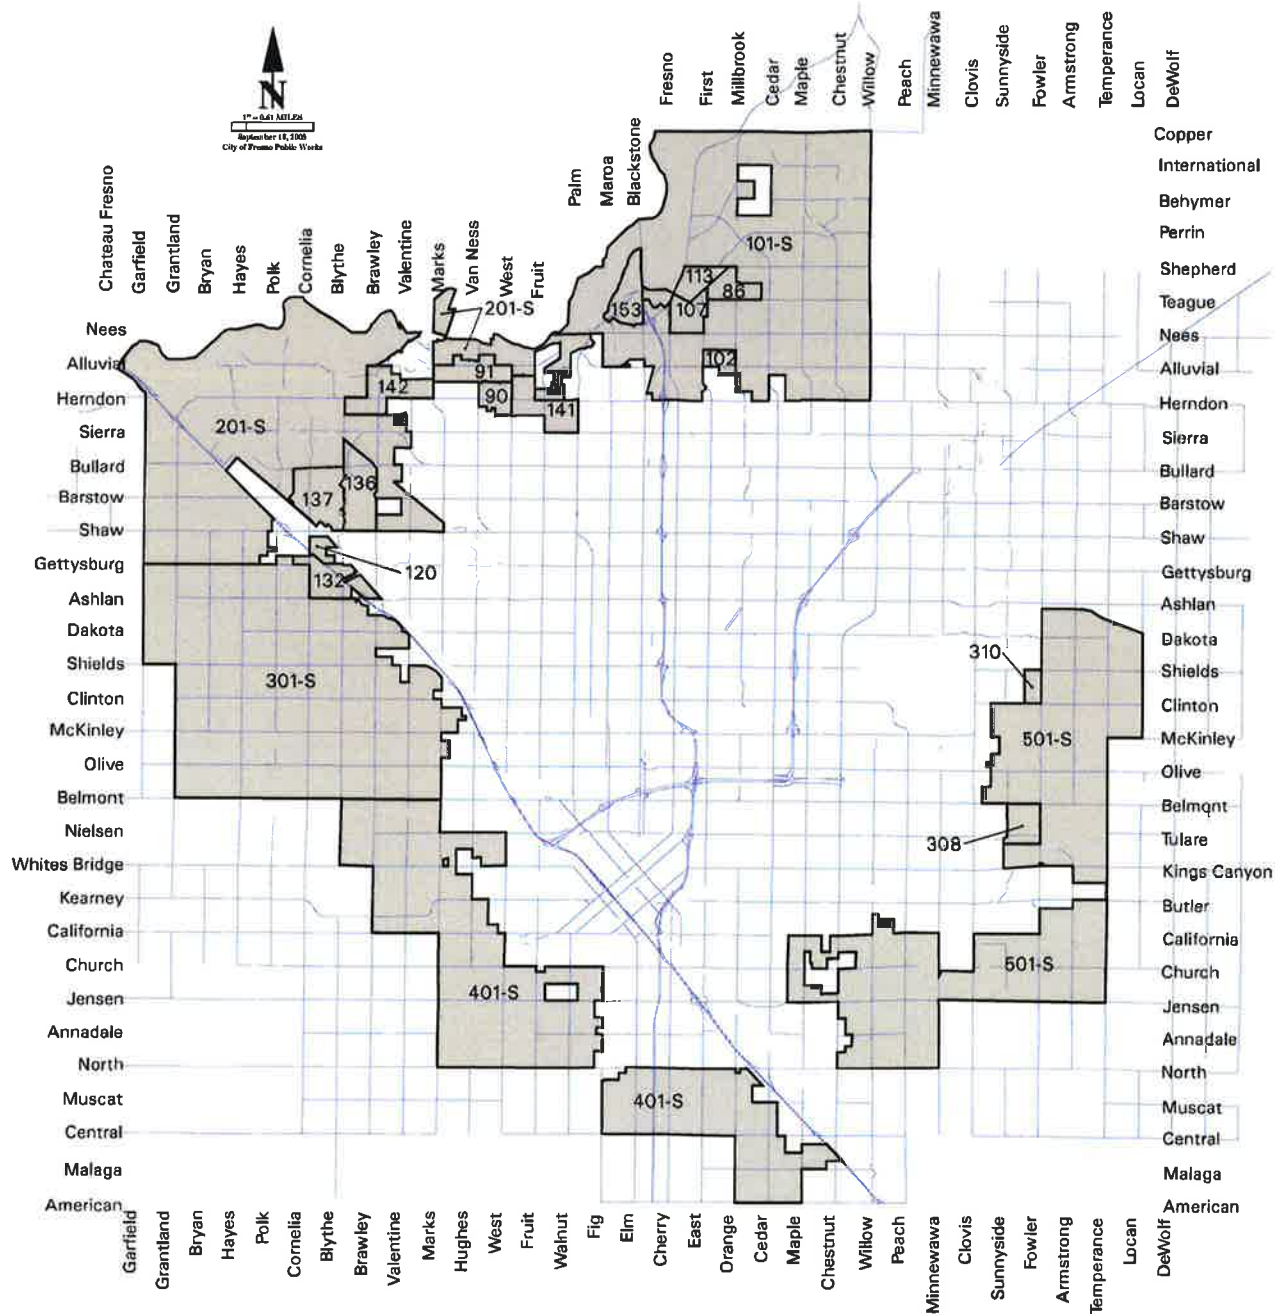 N
1" = 0.61 MILES
September 18, 2008
City of Fresno Public Works
Fresno
First
Millbrook
Cedar
Maple
Chestnut
Willow
Peach
Minnewawa
Clovis
Sunnyside
Fowler
Armstrong
Temperance
Locan
DeWolf
Palm
Maroa
Blackstone
Chateau Fresno
Garfield
Grantland
Bryan
Hayes
Polk
Cornelia
Blythe
Brawley
Valentine
Marks
Van Ness
West
Fruit
Copper
International
Behymer
Perrin
Shepherd
Teague
Nees
Alluvial
Herndon
Sierra
Bullard
Barstow
Shaw
Gettysburg
Ashlan
Dakota
Shields
Clinton
McKinley
Olive
Belmont
Tulare
Kings Canyon
Butler
California
Church
Jensen
Annadale
North
Muscat
Central
Malaga
American
Nees
Alluvial
Herndon
Sierra
Bullard
Barstow
Shaw
Gettysburg
Ashlan
Dakota
Shields
Clinton
McKinley
Olive
Belmont
Nielsen
Whites Bridge
Kearney
California
Church
Jensen
Annadale
North
Muscat
Central
Malaga
American
101-S
113
86
107
153
102
201-S
91
142
90
141
201-S
136
137
120
132
301-S
310
501-S
308
501-S
401-S
401-S
Garfield
Grantland
Bryan
Hayes
Polk
Cornelia
Blythe
Brawley
Valentine
Marks
Hughes
West
Fruit
Walnut
Fig
Elm
Cherry
East
Orange
Cedar
Maple
Chestnut
Willow
Peach
Minnewawa
Clovis
Sunnyside
Fowler
Armstrong
Temperance
Locan
DeWolf